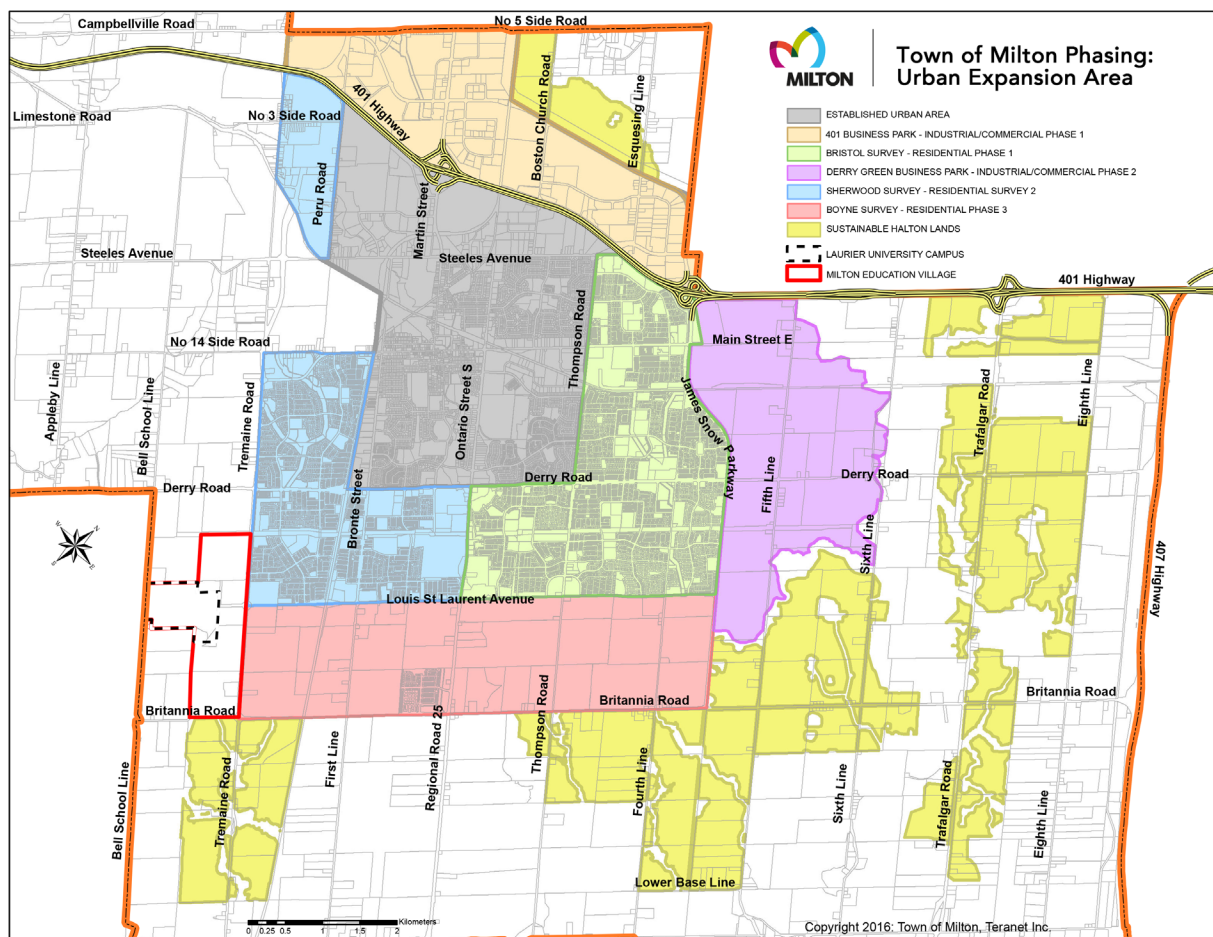 Campbellville Road
No 5 Side Road
MILTON
Town of Milton Phasing:
Urban Expansion Area
ESTABLISHED URBAN AREA
401 BUSINESS PARK - INDUSTRIAL/COMMERCIAL PHASE 1
BRISTOL SURVEY - RESIDENTIAL PHASE 1
DERRY GREEN BUSINESS PARK - INDUSTRIAL/COMMERCIAL PHASE 2
SHERWOOD SURVEY - RESIDENTIAL SURVEY 2
BOYNE SURVEY - RESIDENTIAL PHASE 3
SUSTAINABLE HALTON LANDS
LAURIER UNIVERSITY CAMPUS
MILTON EDUCATION VILLAGE
401 Highway
Limestone Road
No 3 Side Road
Boston Church Road
Esquesing Line
Peru Road
Martin Street
Steeles Avenue
Steeles Avenue
401 Highway
Thompson Road
No 14 Side Road
Main Street E
Appleby Line
Bell School Line
Tremaine Road
Ontario Street S
James Snow Parkway
Trafalgar Road
Eighth Line
Derry Road
Derry Road
Derry Road
Bronte Street
Fifth Line
Sixth Line
407 Highway
Louis St Laurent Avenue
Britannia Road
Britannia Road
Britannia Road
Bell School Line
Tremaine Road
First Line
Regional Road 25
Thompson Road
Fourth Line
Sixth Line
Trafalgar Road
Eighth Line
Lower Base Line
Kilometers
0 0.25 0.5 1 2
Copyright 2016: Town of Milton, Teranet Inc.